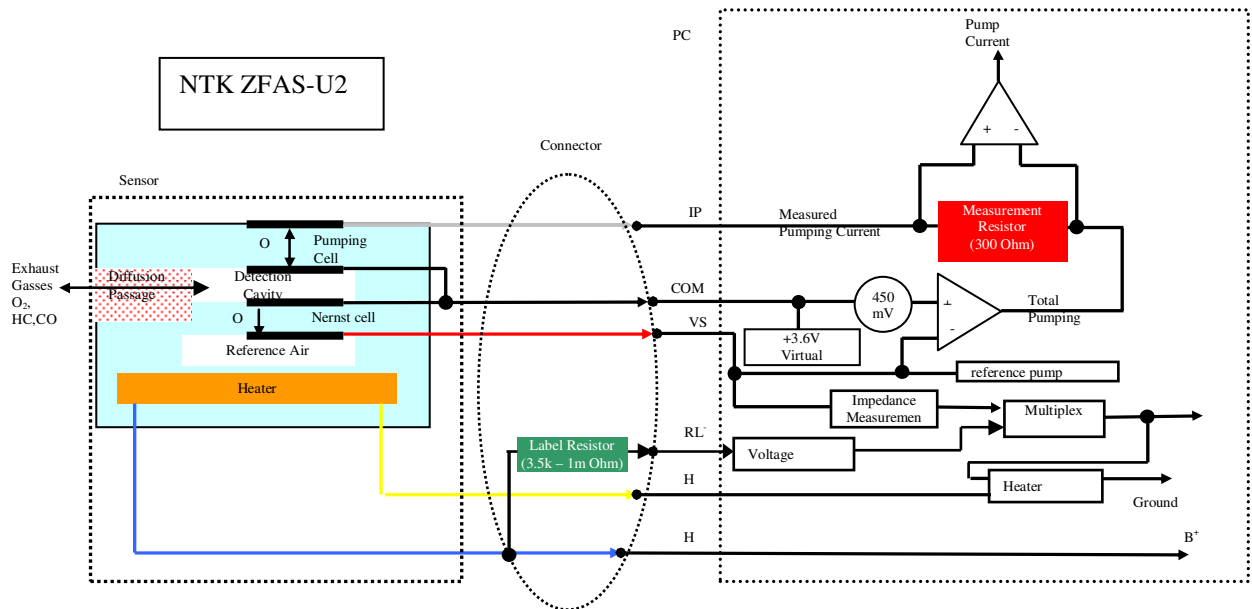 NTK ZFAS-U2
PC
Pump
Current
+ -
Connector
Sensor
IP
Measured
Pumping Current
Measurement
Resistor
(300 Ohm)
O
Pumping
Cell
Exhaust
Gasses
O₂,
HC,CO
Diffusion
Passage
Detection
Cavity
COM
450
mV
+
-
Total
Pumping
O
Nernst cell
VS
+3.6V
Virtual
Reference Air
reference pump
Heater
Impedance
Measuremen
Multiplex
Label Resistor
(3.5k – 1m Ohm)
RL⁻
Voltage
H
Heater
Ground
H
B⁺